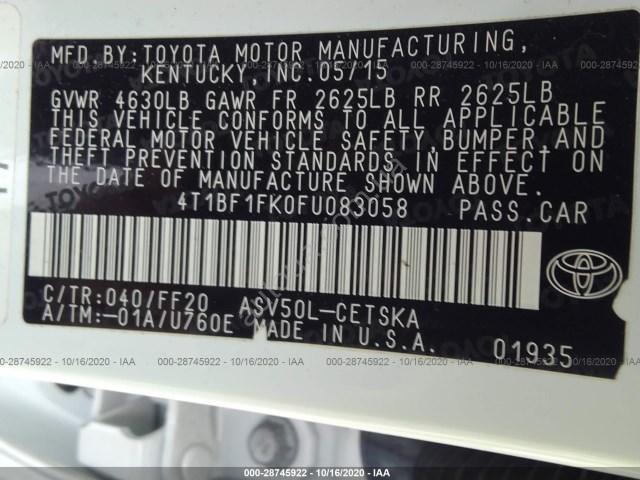 MFD.BY:TOYOTA MOTOR MANUFACTURING,
KENTUCKY, INC. 05/15
GVWR 4630LB GAWR FR 2625LB RR 2625LB
THIS VEHICLE CONFORMS TO ALL APPLICABLE
FEDERAL MOTOR VEHICLE SAFETY, BUMPER, AND
THEFT PREVENTION STANDARDS IN EFFECT ON
THE DATE OF MANUFACTURE SHOWN ABOVE.
4T1BF1FK0FU083058 PASS.CAR
C/TR:040/FF20 ASV50L-CETSKA
A/TM:-01A/U760E MADE IN U.S.A. 01935
TOYOTA
000-28745922 - 10/16/2020 - IAA